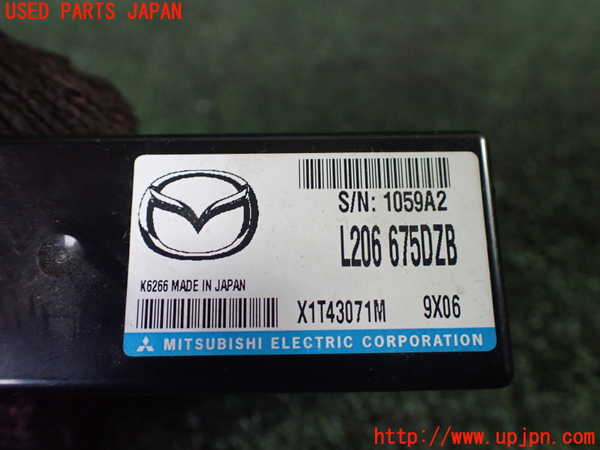 USED PARTS JAPAN
S/N: 1059A2
L206 675DZB
K6266 MADE IN JAPAN
X1T43071M 9X06
MITSUBISHI ELECTRIC CORPORATION
http://www.upjpn.com/